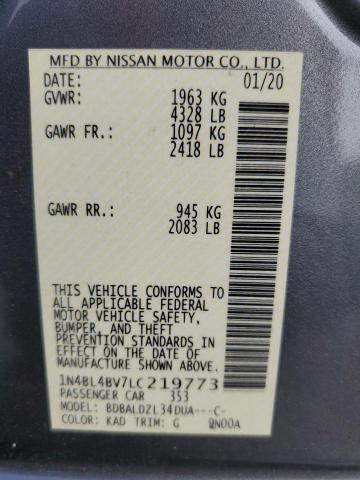 MFD BY NISSAN MOTOR CO., LTD.
DATE: 01/20
GVWR: 1963 KG
4328 LB
GAWR FR.: 1097 KG
2418 LB
GAWR RR.: 945 KG
2083 LB
THIS VEHICLE CONFORMS TO
ALL APPLICABLE FEDERAL
MOTOR VEHICLE SAFETY,
BUMPER, AND THEFT
PREVENTION STANDARDS IN
EFFECT ON THE DATE OF
MANUFACTURE SHOWN ABOVE.
1N4BL4BV7LC219773
PASSENGER CAR 353
MODEL: BDBALDZL34DUA---C-
COLOR: KAD TRIM: G